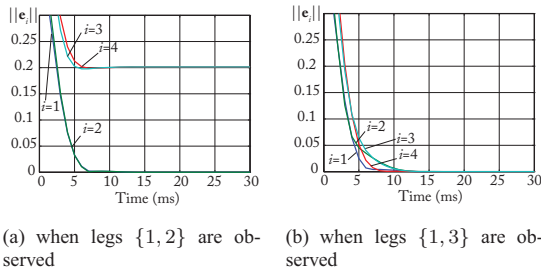 ||e_i||
0.25
0.2
0.15
0.1
0.05
0
0 5 10 15 20 25 30
Time (ms)
i=3
i=4
i=1
i=2
(a) when legs {1, 2} are ob-
served
||e_i||
0.25
0.2
0.15
0.1
0.05
0
0 5 10 15 20 25 30
Time (ms)
i=2
i=3
i=1
i=4
(b) when legs {1, 3} are ob-
served